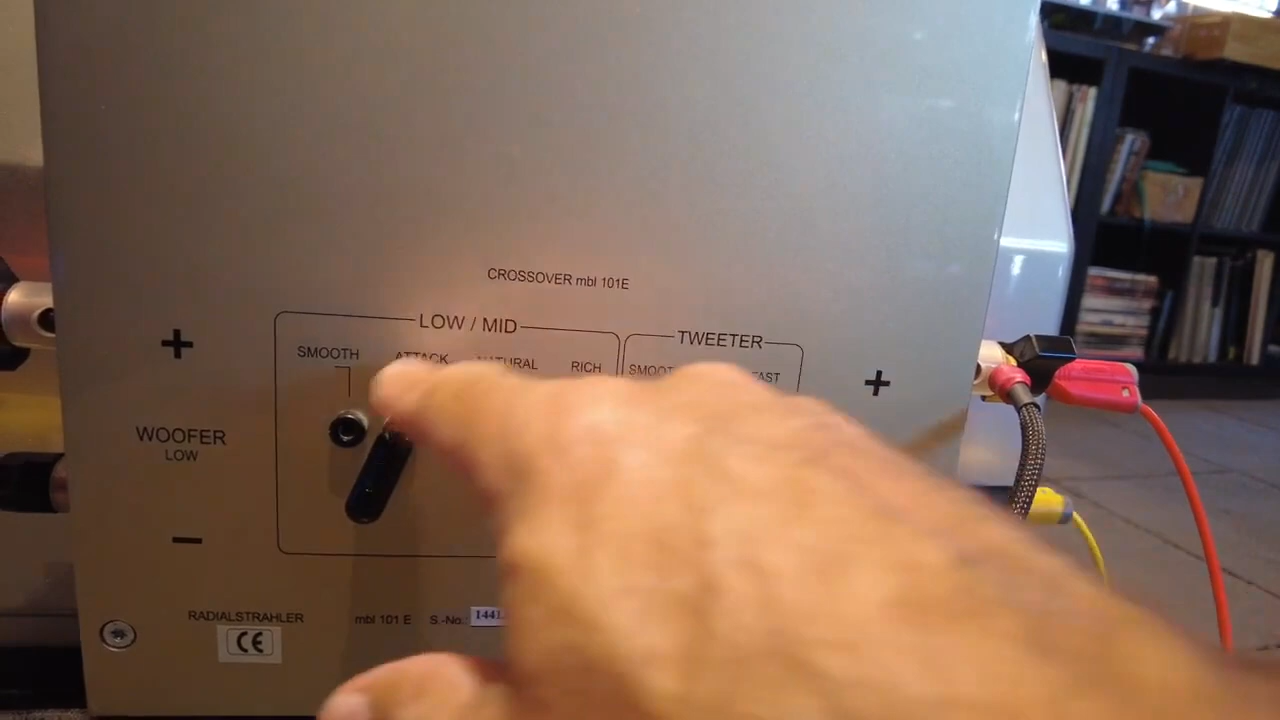 CROSSOVER mbl 101E
LOW / MID
TWEETER
SMOOTH ATTACK NATURAL RICH
+
+
WOOFER
LOW
–
RADIALSTRAHLER
CE
mbl 101 E S.-No.: